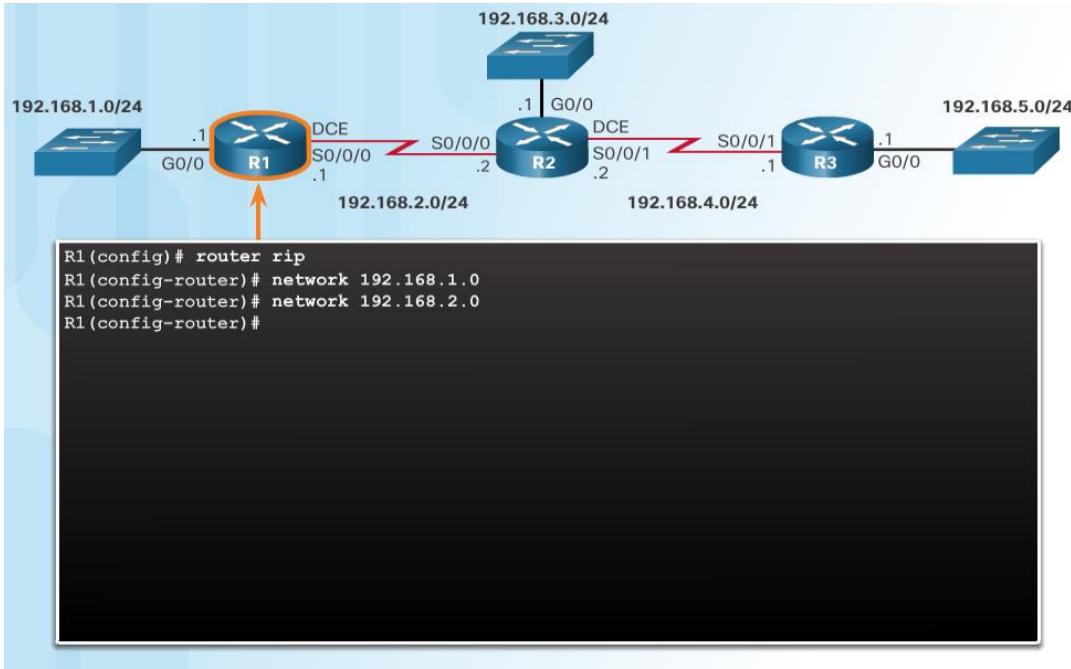 192.168.3.0/24
192.168.1.0/24
.1 G0/0
192.168.5.0/24
.1 DCE S0/0/0 DCE S0/0/1 .1
G0/0 R1 S0/0/0 .2 R2 S0/0/1 .1 R3 G0/0
.1 .2
192.168.2.0/24 192.168.4.0/24
R1(config)# router rip
R1(config-router)# network 192.168.1.0
R1(config-router)# network 192.168.2.0
R1(config-router)#